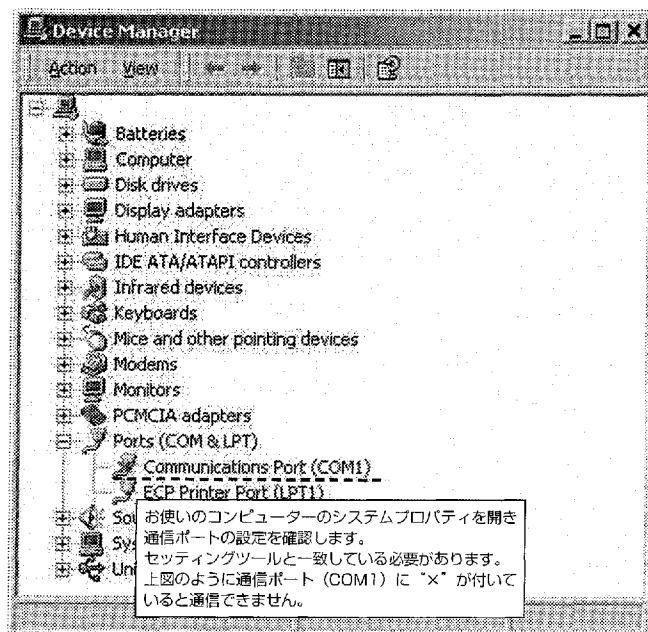 Device Manager
Action View
Batteries
Computer
Disk drives
Display adapters
Human Interface Devices
IDE ATA/ATAPI controllers
Infrared devices
Keyboards
Mice and other pointing devices
Modems
Monitors
PCMCIA adapters
Ports (COM & LPT)
Communications Port (COM1)
ECP Printer Port (LPT1)
Sou
Sys
Uni
お使いのコンピューターのシステムプロパティを開き
通信ポートの設定を確認します。
セッティングツールと一致している必要があります。
上図のように通信ポート（COM1）に“×”が付いて
いると通信できません。